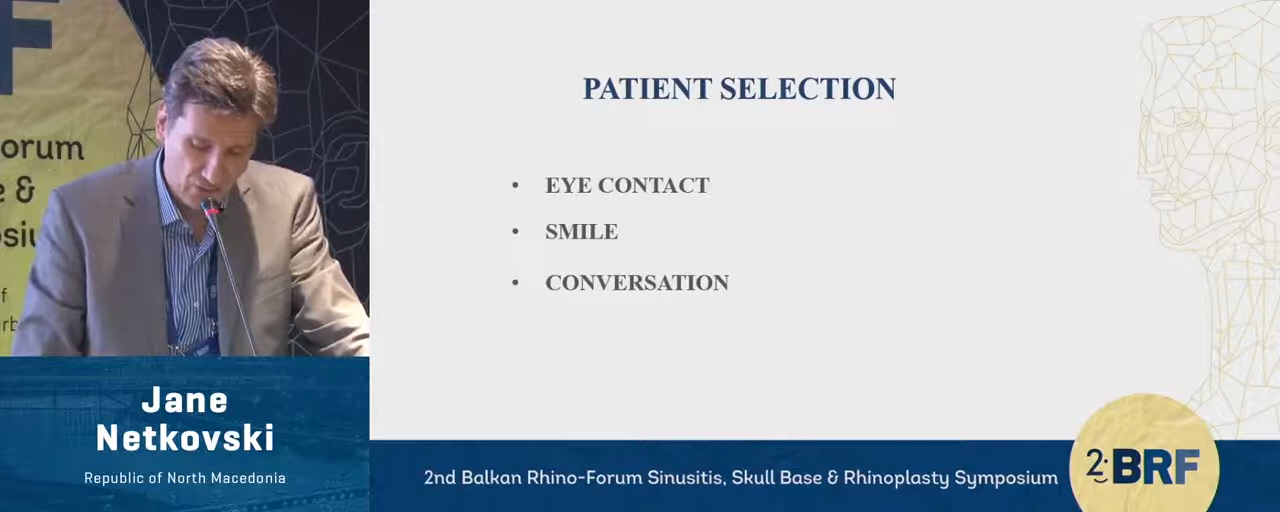 F
orum
e &
PATIENT SELECTION
• EYE CONTACT
• SMILE
• CONVERSATION
Jane
Netkovski
Republic of North Macedonia
2nd Balkan Rhino-Forum Sinusitis, Skull Base & Rhinoplasty Symposium
2. BRF